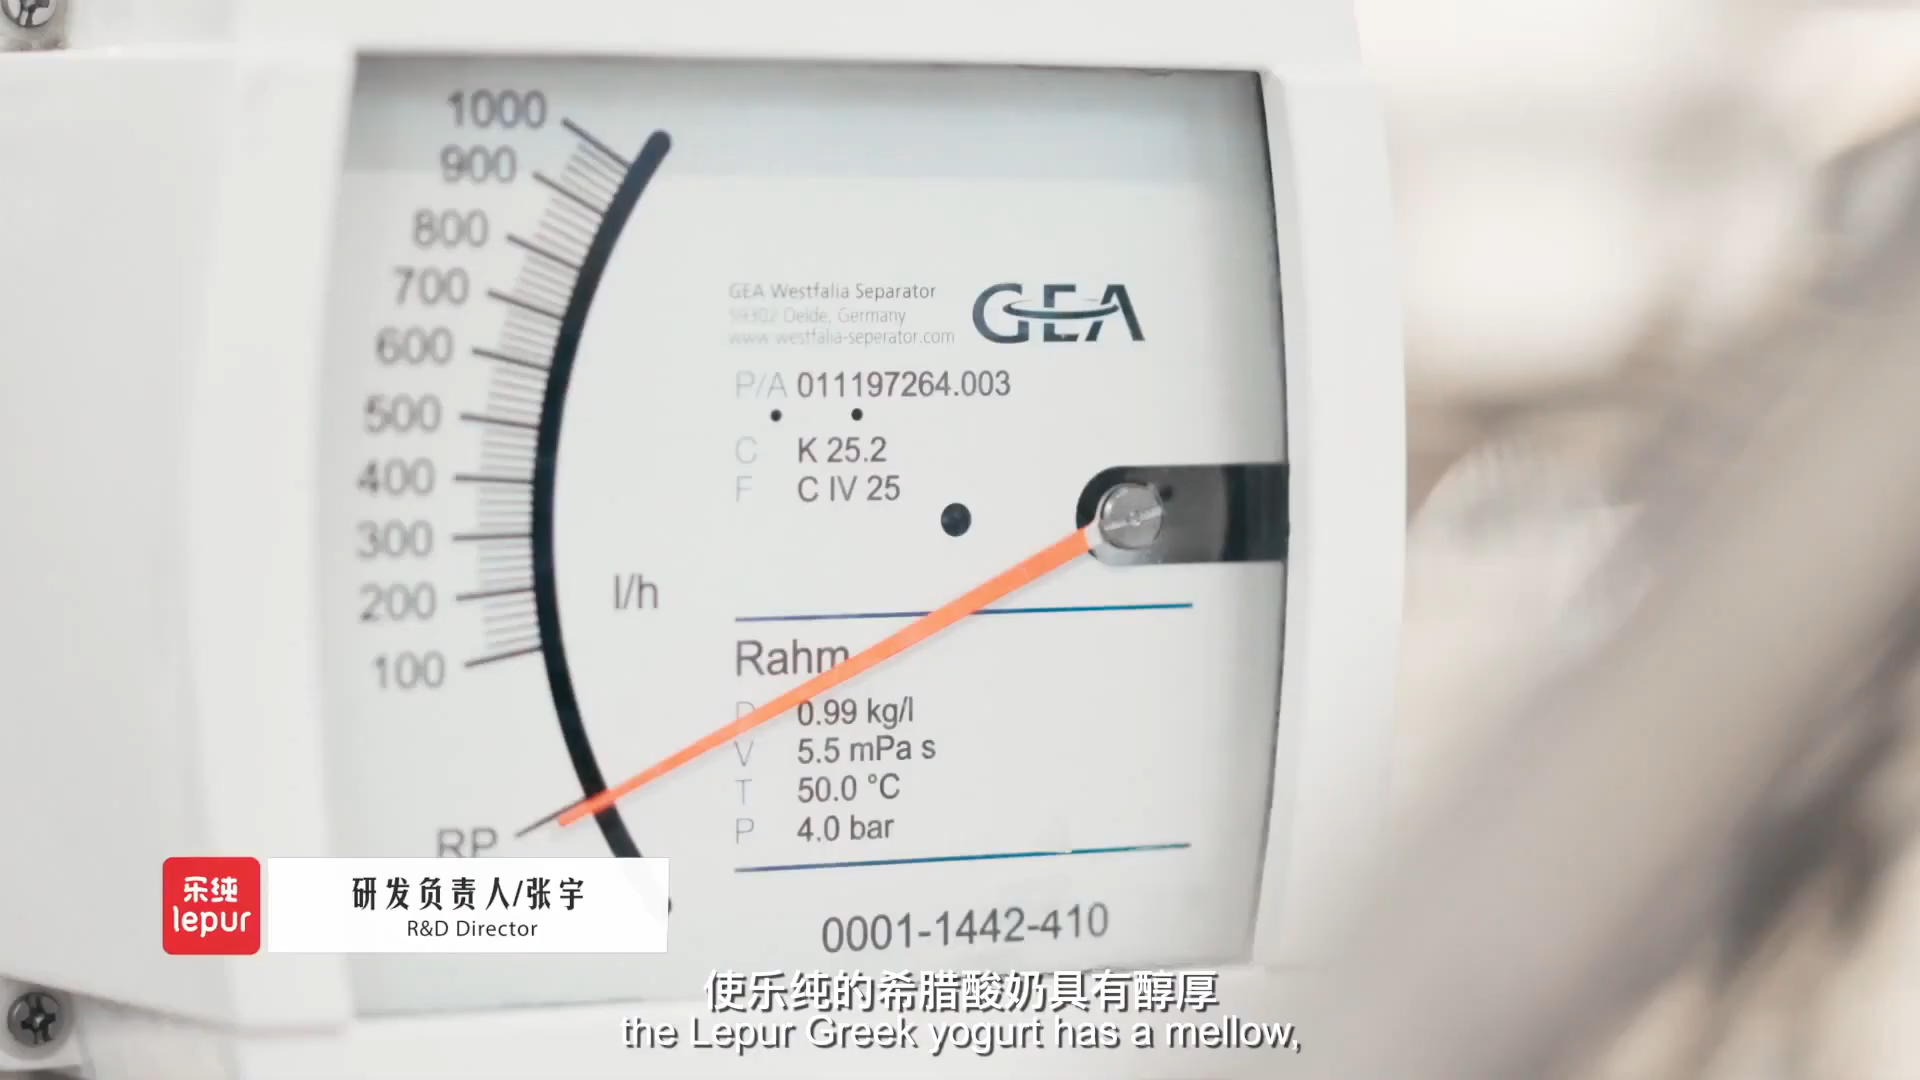 1000
900
800
700
600
500
400
300
200
100
RP
l/h
GEA Westfalia Separator
59302 Oelde, Germany
www.westfalia-seperator.com
GEA
P/A 011197264.003
C K 25.2
F C IV 25
Rahm
D 0.99 kg/l
V 5.5 mPa s
T 50.0 °C
P 4.0 bar
0001-1442-410
乐纯
lepur
研发负责人/张宇
R&D Director
使乐纯的希腊酸奶具有醇厚
the Lepur Greek yogurt has a mellow,